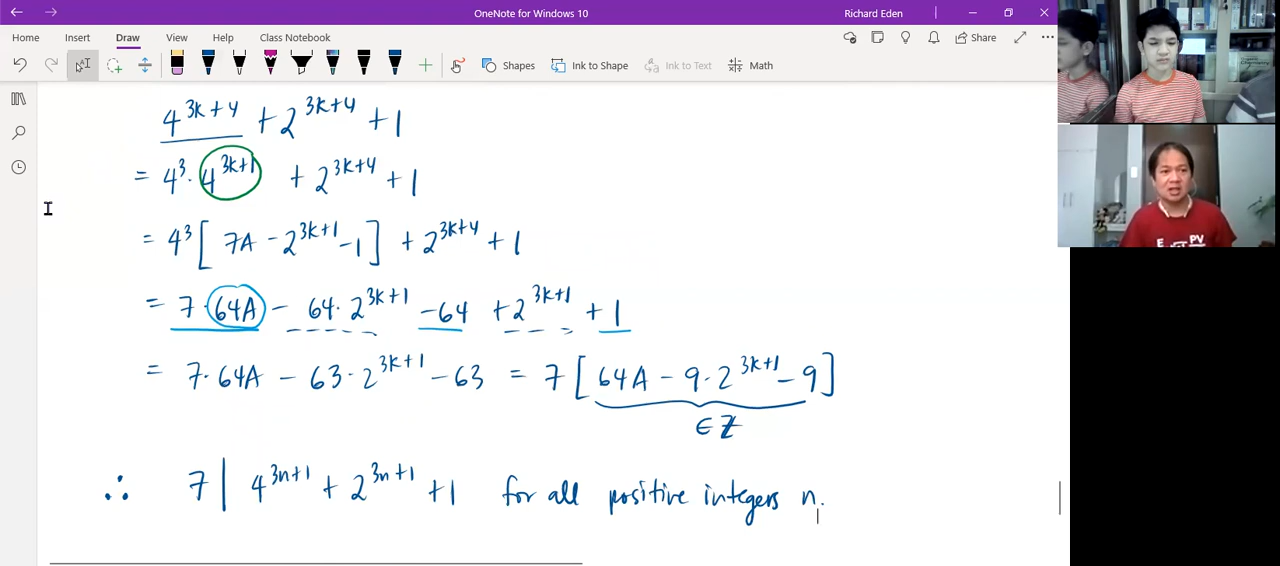 OneNote for Windows 10
Richard Eden
Home Insert Draw View Help Class Notebook
Share
Shapes Ink to Shape Ink to Text Math
4^{3k+4} + 2^{3k+4} + 1
= 4^3 · 4^{3k+1} + 2^{3k+4} + 1
= 4^3 [ 7A - 2^{3k+1} - 1 ] + 2^{3k+4} + 1
= 7 · 64A - 64 · 2^{3k+1} - 64 + 2^{3k+1} + 1
= 7 · 64A - 63 · 2^{3k+1} - 63 = 7 [ 64A - 9 · 2^{3k+1} - 9 ]
∈ ℤ
∴ 7 | 4^{3n+1} + 2^{3n+1} + 1 for all positive integers n.